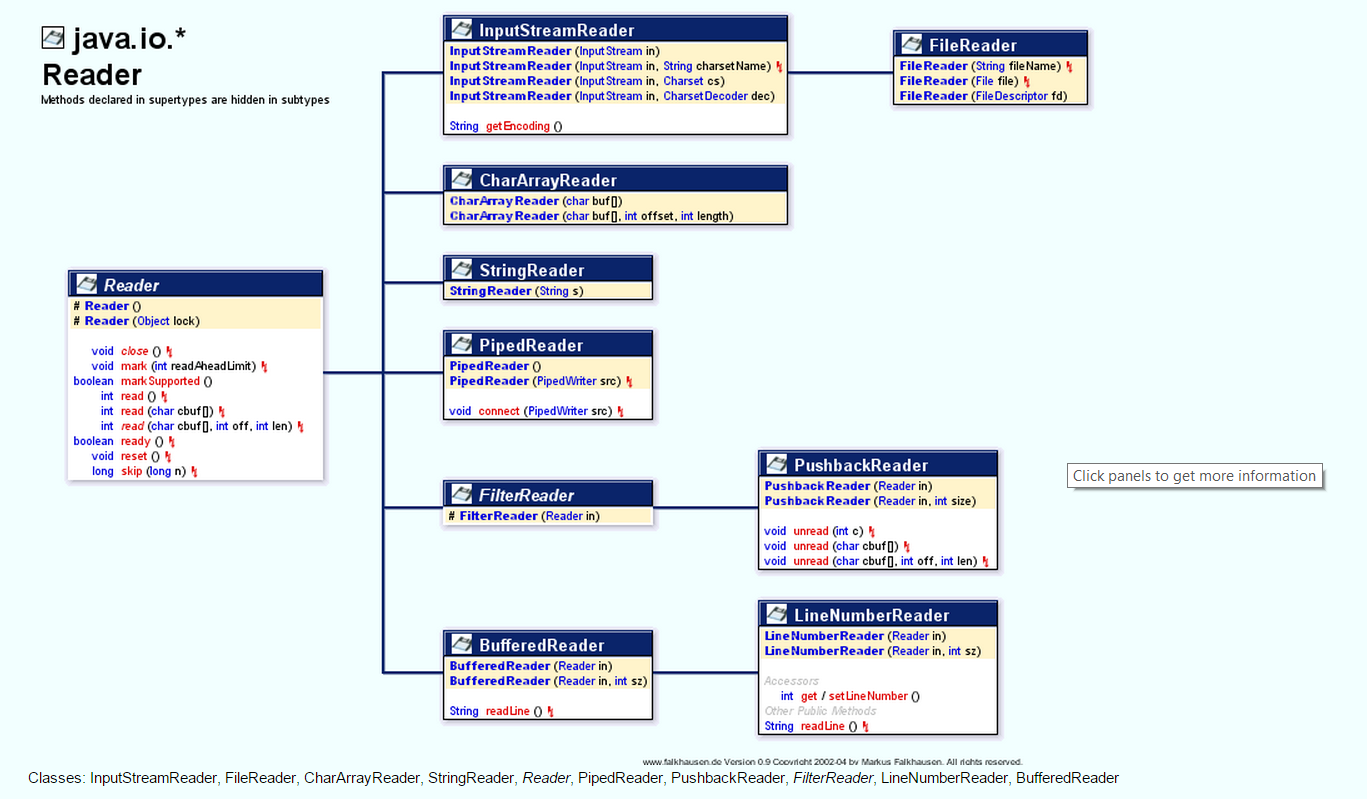 java.io.*
Reader
Methods declared in supertypes are hidden in subtypes
InputStreamReader
InputStreamReader (InputStream in)
InputStreamReader (InputStream in, String charsetName)
InputStreamReader (InputStream in, Charset cs)
InputStreamReader (InputStream in, CharsetDecoder dec)
String getEncoding ()
FileReader
FileReader (String fileName)
FileReader (File file)
FileReader (FileDescriptor fd)
CharArrayReader
CharArrayReader (char buf[])
CharArrayReader (char buf[], int offset, int length)
StringReader
StringReader (String s)
Reader
# Reader ()
# Reader (Object lock)
void close ()
void mark (int readAheadLimit)
boolean markSupported ()
int read ()
int read (char cbuf[])
int read (char cbuf[], int off, int len)
boolean ready ()
void reset ()
long skip (long n)
PipedReader
PipedReader ()
PipedReader (PipedWriter src)
void connect (PipedWriter src)
FilterReader
# FilterReader (Reader in)
PushbackReader
PushbackReader (Reader in)
PushbackReader (Reader in, int size)
void unread (int c)
void unread (char cbuf[])
void unread (char cbuf[], int off, int len)
Click panels to get more information
BufferedReader
BufferedReader (Reader in)
BufferedReader (Reader in, int sz)
String readLine ()
LineNumberReader
LineNumberReader (Reader in)
LineNumberReader (Reader in, int sz)
Accessors
int get / setLineNumber ()
Other Public Methods
String readLine ()
www.falkhausen.de Version 0.9 Copyright 2002-04 by Markus Falkhausen. All rights reserved.
Classes: InputStreamReader, FileReader, CharArrayReader, StringReader, Reader, PipedReader, PushbackReader, FilterReader, LineNumberReader, BufferedReader